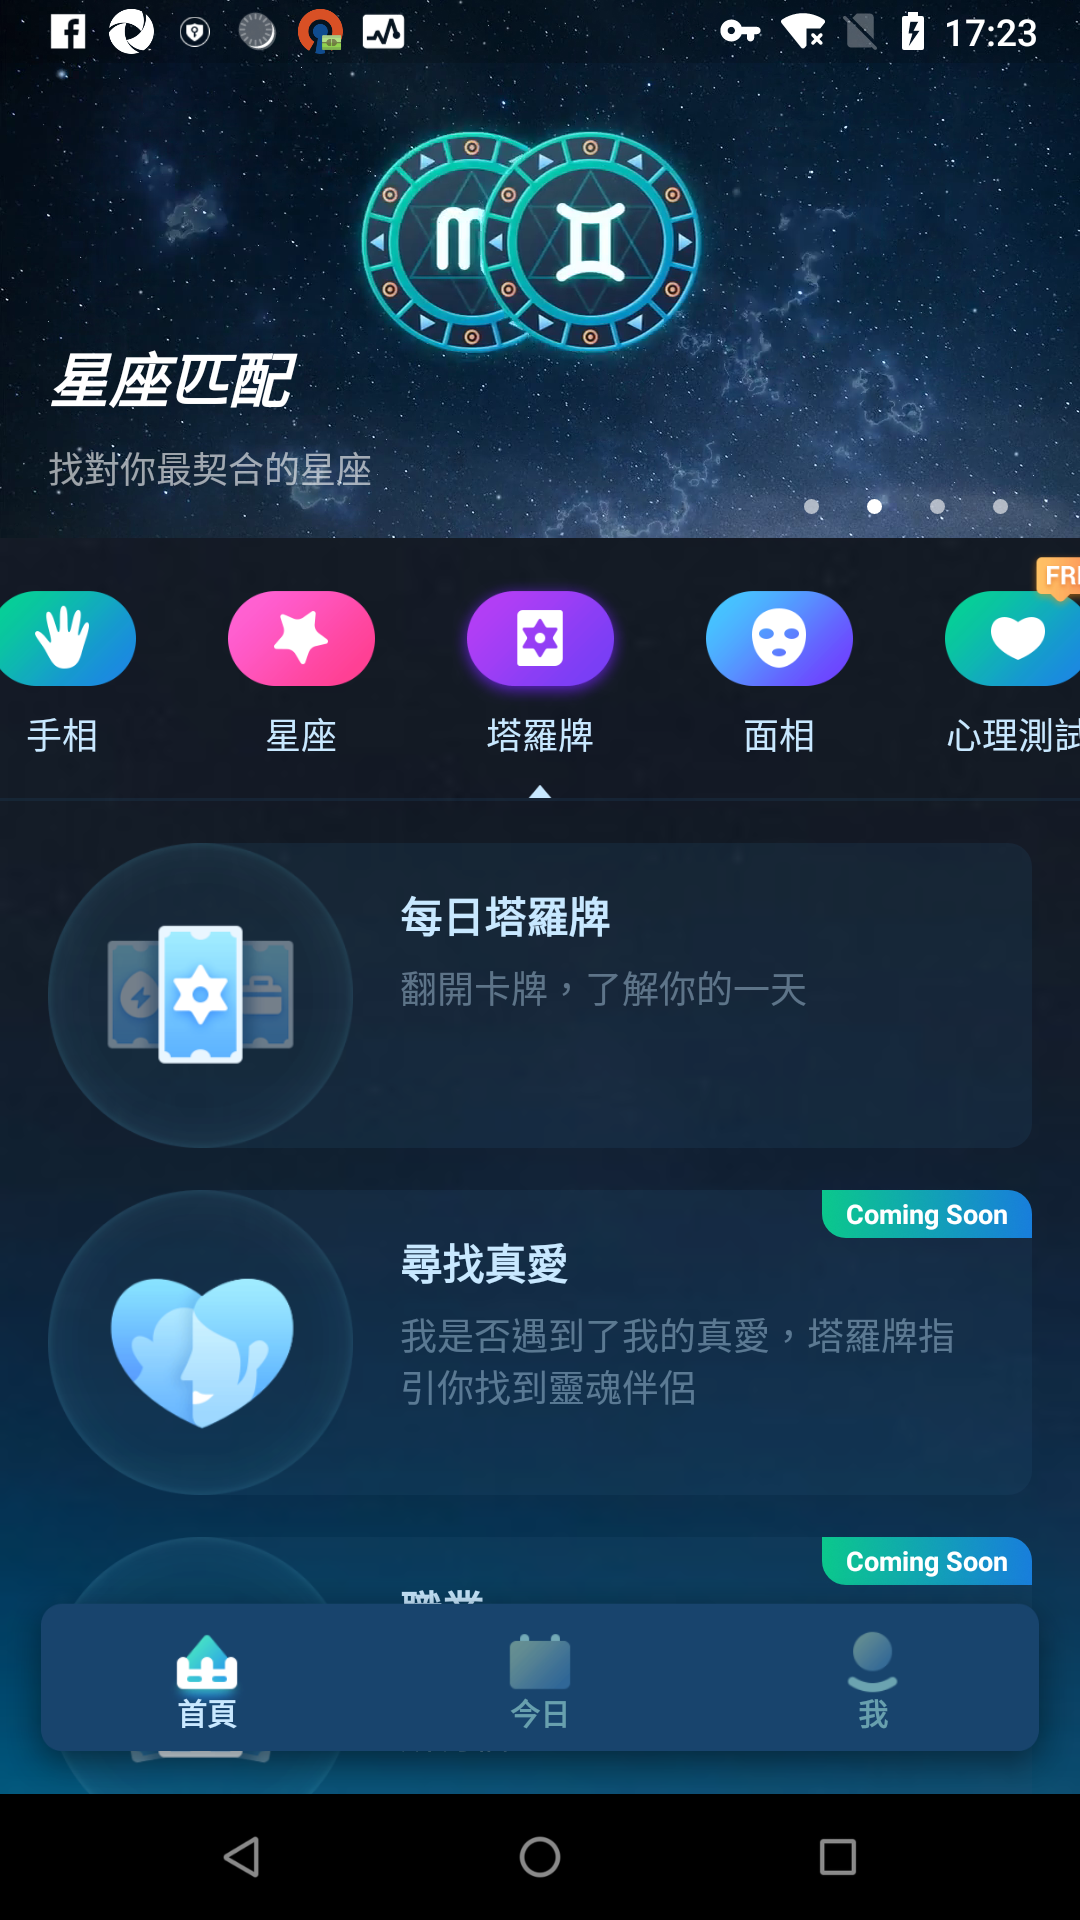 17:23
星座匹配
找對你最契合的星座
手相
星座
塔羅牌
面相
心理測試
每日塔羅牌
翻開卡牌，了解你的一天
Coming Soon
尋找真愛
我是否遇到了我的真愛，塔羅牌指
引你找到靈魂伴侶
Coming Soon
首頁
今日
我